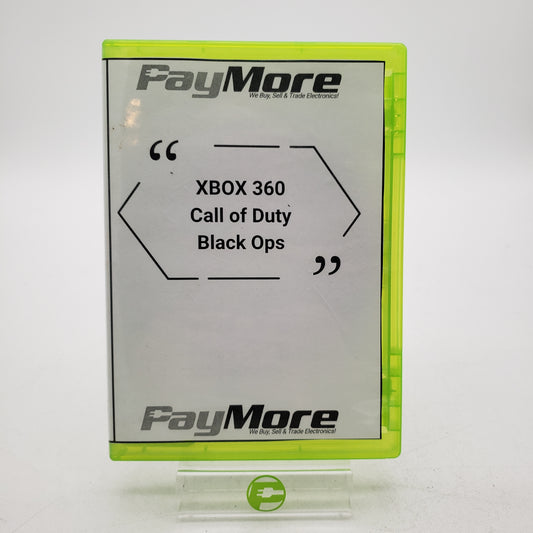 PayMore
We Buy, Sell & Trade Electronics!
“
XBOX 360
Call of Duty
Black Ops
”
PayMore
We Buy, Sell & Trade Electronics!